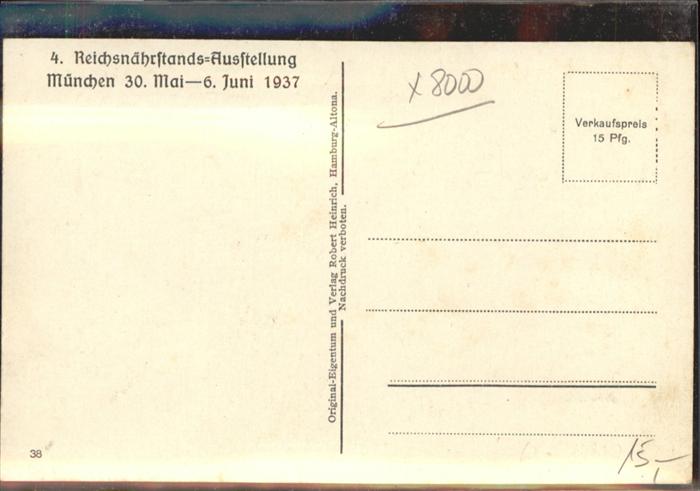 4. Reichsnährstands=Ausstellung
München 30. Mai—6. Juni 1937
Original-Eigentum und Verlag Robert Heinrich, Hamburg-Altona.
Nachdruck verboten.
x 8000
Verkaufspreis
15 Pfg.
38
15,-